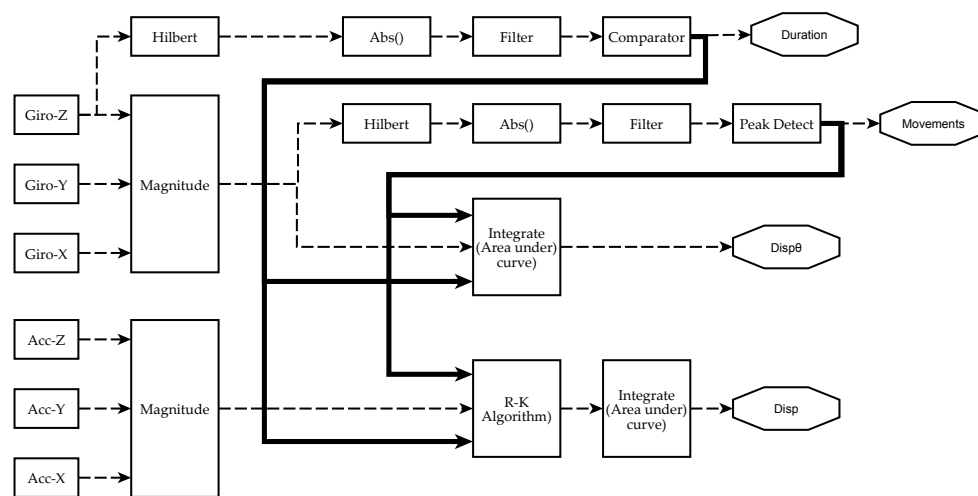 Hilbert
Abs()
Filter
Comparator
Duration
Giro-Z
Hilbert
Abs()
Filter
Peak Detect
Movements
Giro-Y
Magnitude
Giro-X
Integrate
(Area under)
curve)
Dispθ
Acc-Z
Acc-Y
Magnitude
R-K
Algorithm)
Integrate
(Area under)
curve)
Disp
Acc-X